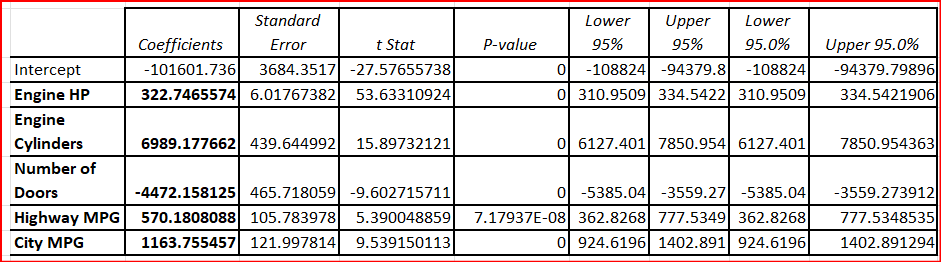 Coefficients Standard Error t Stat P-value Lower 95% Upper 95% Lower 95.0% Upper 95.0%
Intercept -101601.736 3684.3517 -27.57655738 0 -108824 -94379.8 -108824 -94379.79896
Engine HP 322.7465574 6.01767382 53.63310924 0 310.9509 334.5422 310.9509 334.5421906
Engine Cylinders 6989.177662 439.644992 15.89732121 0 6127.401 7850.954 6127.401 7850.954363
Number of Doors -4472.158125 465.718059 -9.602715711 0 -5385.04 -3559.27 -5385.04 -3559.273912
Highway MPG 570.1808088 105.783978 5.390048859 7.17937E-08 362.8268 777.5349 362.8268 777.5348535
City MPG 1163.755457 121.997814 9.539150113 0 924.6196 1402.891 924.6196 1402.891294